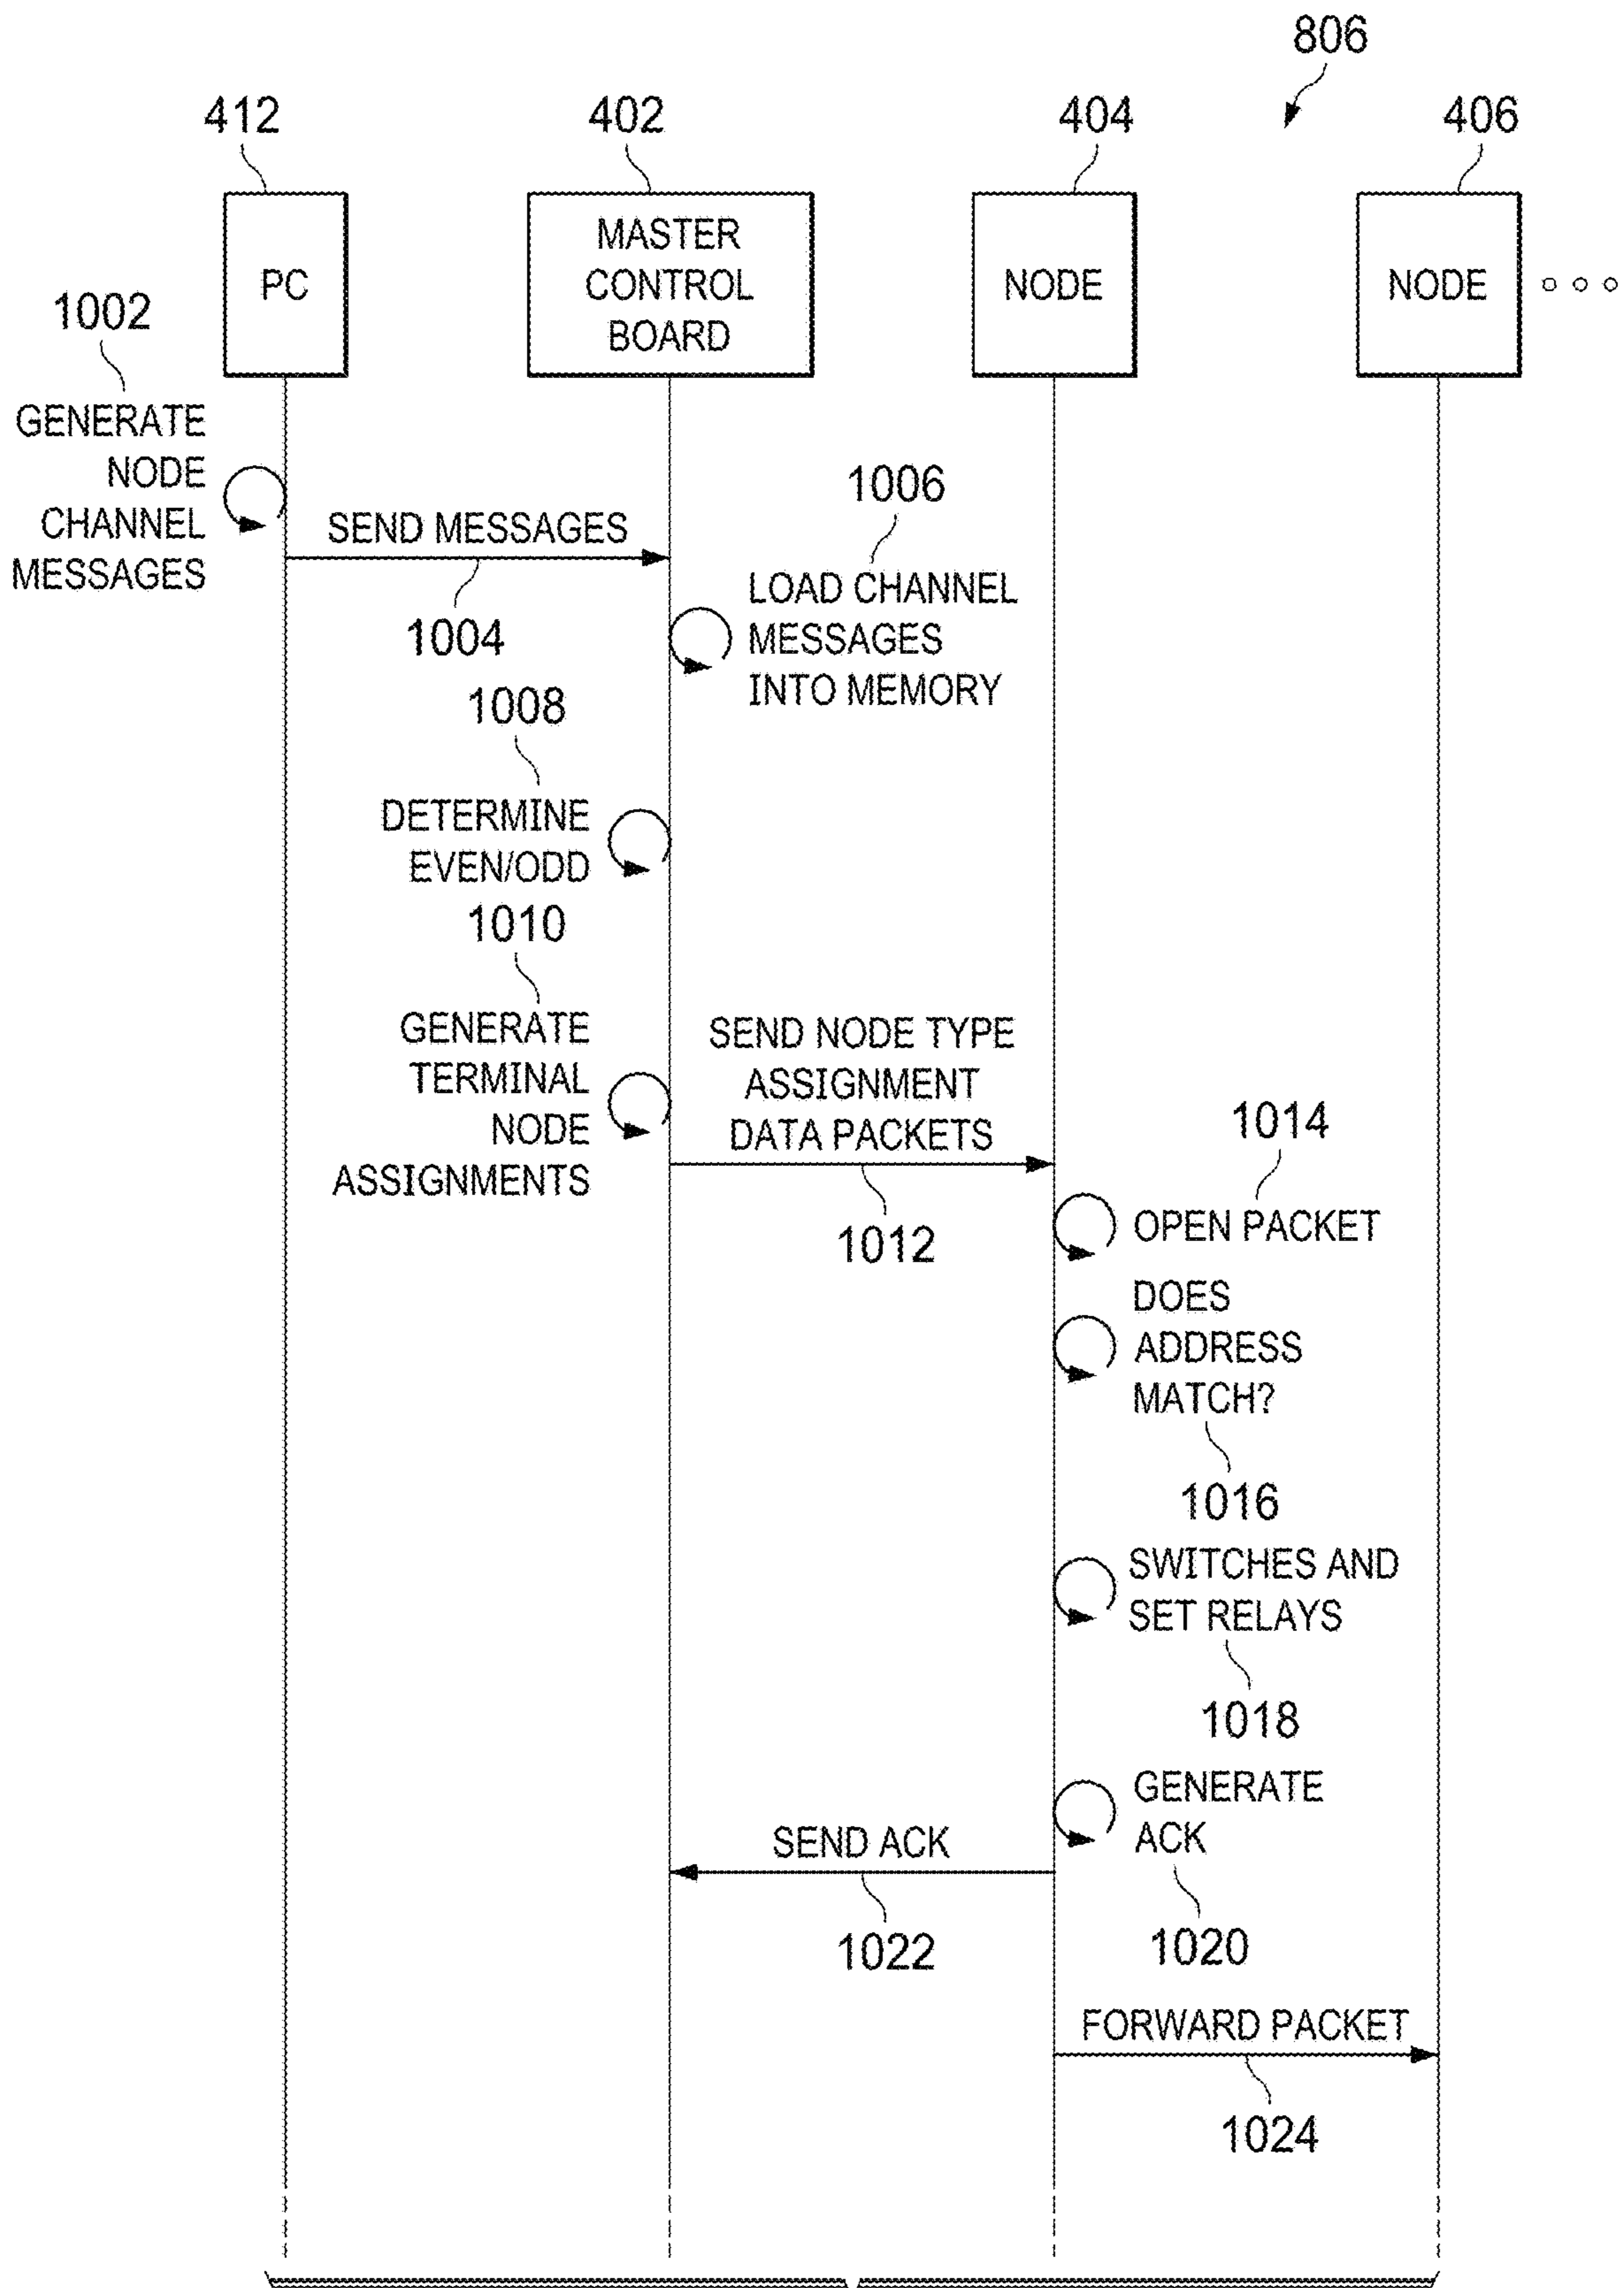 806
412
402
404
406
PC
MASTER
CONTROL
BOARD
NODE
NODE
1002
GENERATE
NODE
CHANNEL
MESSAGES
SEND MESSAGES
1004
1006
LOAD CHANNEL
MESSAGES
INTO MEMORY
1008
DETERMINE
EVEN/ODD
1010
GENERATE
TERMINAL
NODE
ASSIGNMENTS
SEND NODE TYPE
ASSIGNMENT
DATA PACKETS
1012
1014
OPEN PACKET
DOES
ADDRESS
MATCH?
1016
SWITCHES AND
SET RELAYS
1018
GENERATE
ACK
1020
SEND ACK
1022
FORWARD PACKET
1024